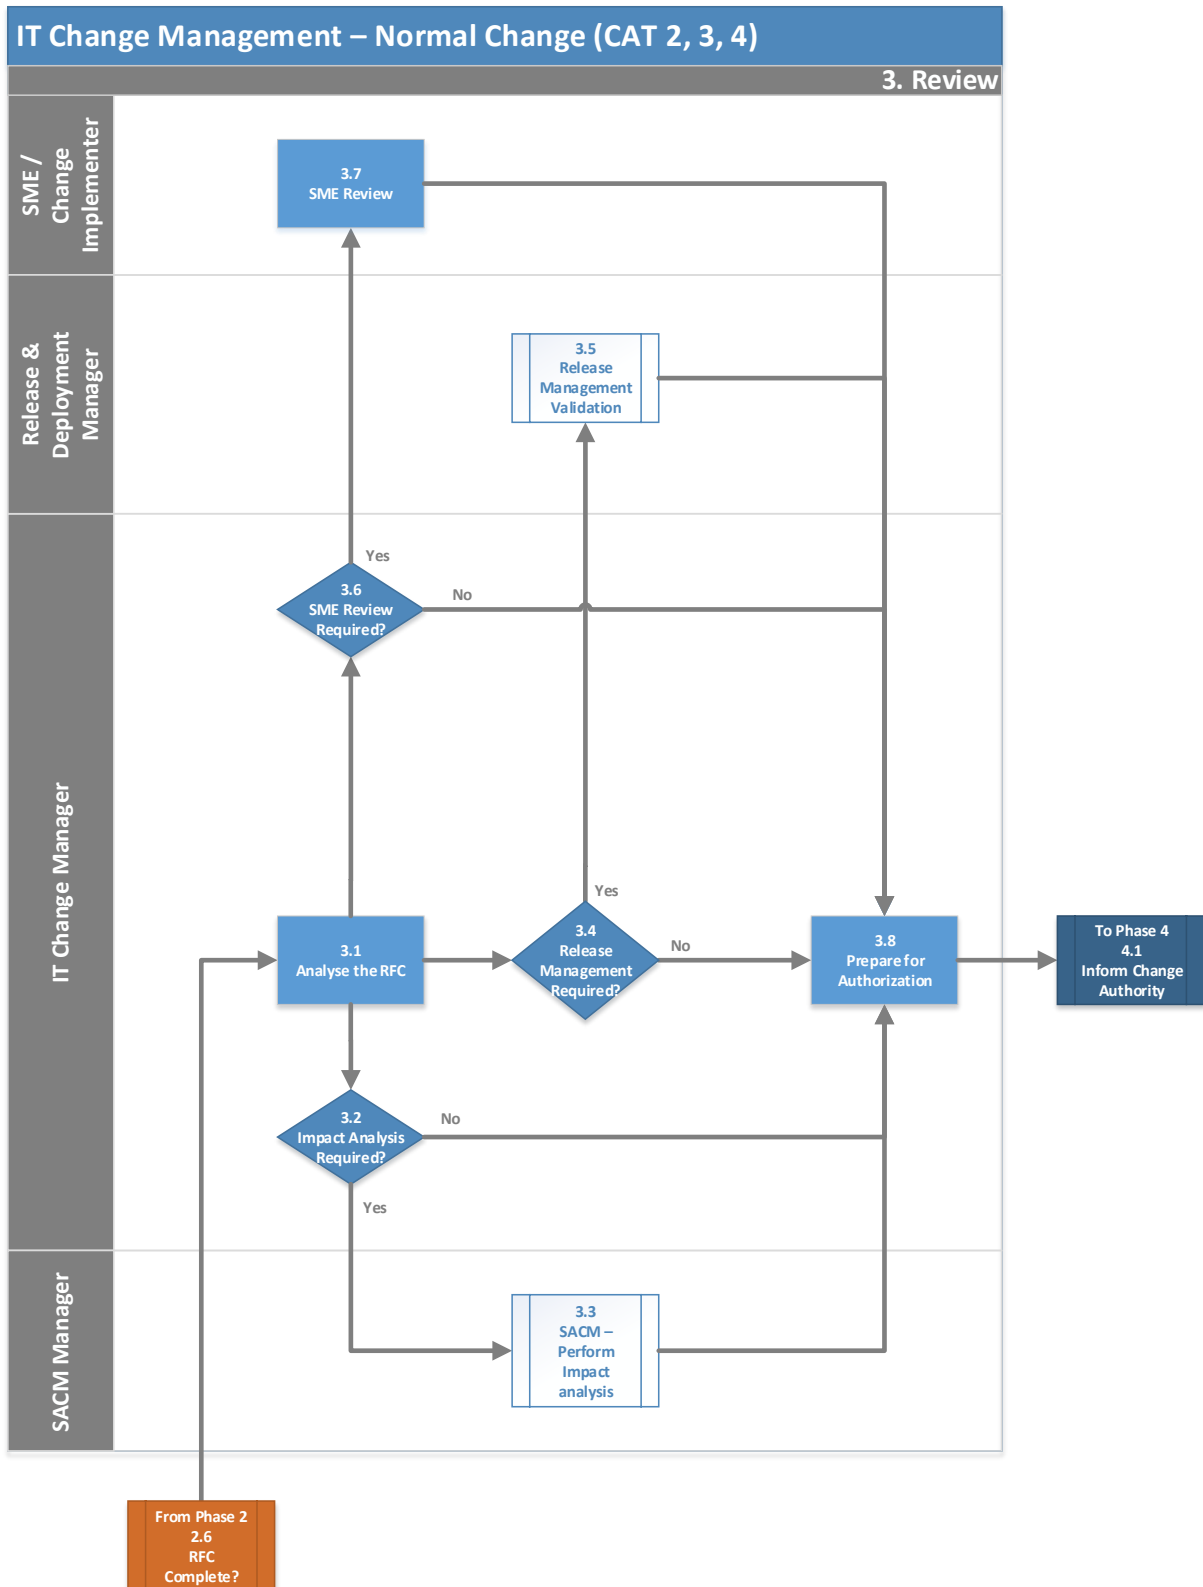 IT Change Management – Normal Change (CAT 2, 3, 4)
3. Review
SME /
Change
Implementer
3.7
SME Review
Release &
Deployment
Manager
3.5
Release
Management
Validation
IT Change Manager
Yes
3.6
SME Review
Required?
No
Yes
3.1
Analyse the RFC
3.4
Release
Management
Required?
No
3.8
Prepare for
Authorization
To Phase 4
4.1
Inform Change
Authority
3.2
Impact Analysis
Required?
No
Yes
SACM Manager
3.3
SACM –
Perform
Impact
analysis
From Phase 2
2.6
RFC
Complete?